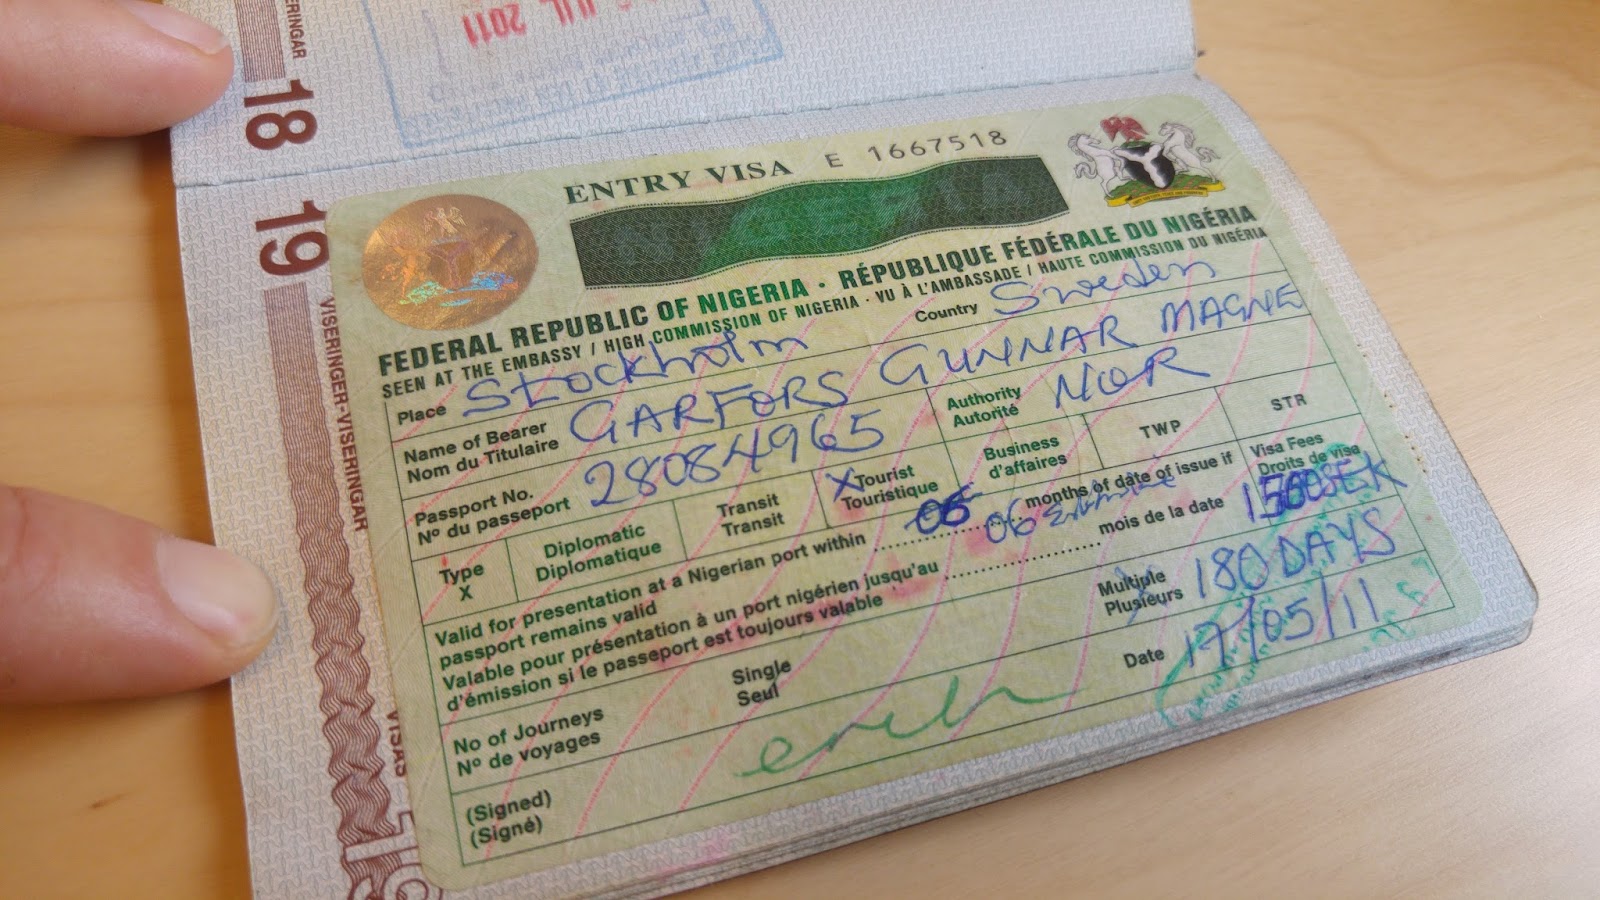 VISERINGAR
JUL 2011
18
19
VISERINGER-VISERINGAR
VISAS
ENTRY VISA E 1667518
FEDERAL REPUBLIC OF NIGERIA · RÉPUBLIQUE FÉDÉRALE DU NIGÉRIA
SEEN AT THE EMBASSY / HIGH COMMISSION OF NIGERIA · VU À L'AMBASSADE / HAUTE COMMISSION DU NIGÉRIA
Place Stockholm Country Sweden
Name of Bearer GARFORS GUNNAR MAGNE
Nom du Titulaire
Passport No. 28084965 Authority NOR
N° du passeport Autorité
Type Diplomatic Transit X Tourist Business TWP STR
X Diplomatique Transit Touristique d'affaires
Valid for presentation at a Nigerian port within 06 months of date of issue if Visa Fees
passport remains valid 06 Droits de visa
Valable pour présentation à un port nigérien jusqu'au mois de la date SEK
d'émission si le passeport est toujours valable
No of Journeys Single Multiple 180 DAYS
N° de voyages Seul Plusieurs
(Signed) Date 17/05/11
(Signé)